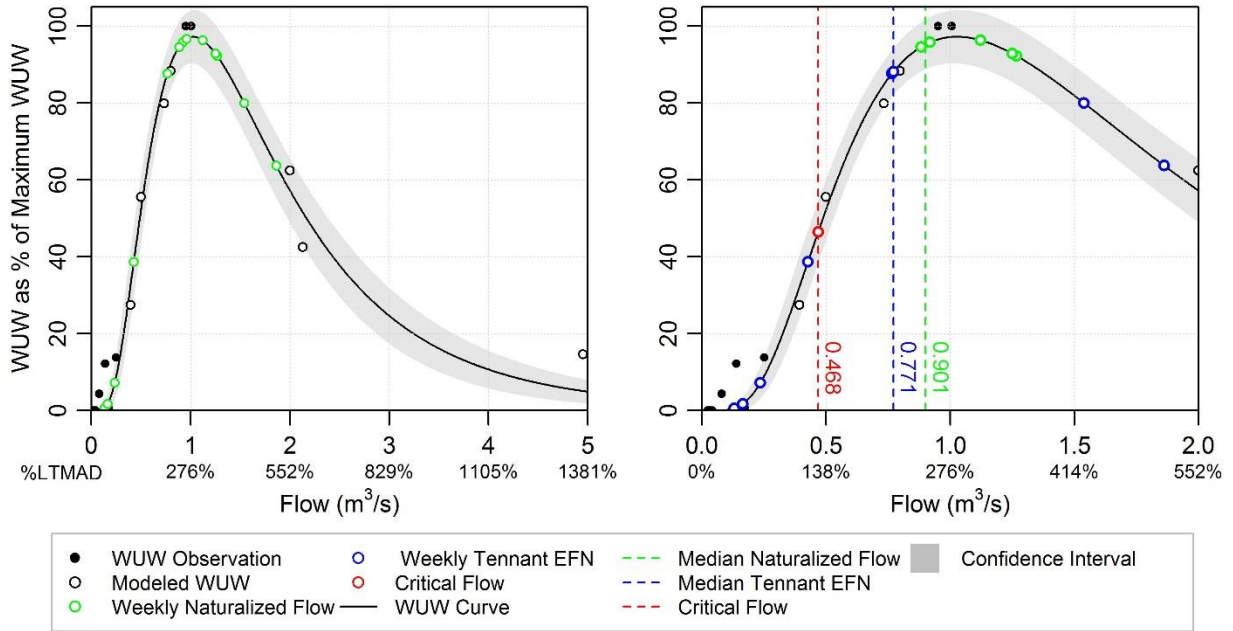 WUW as % of Maximum WUW
100
80
60
40
20
0
0 1 2 3 4 5
%LTMAD 276% 552% 829% 1105% 1381%
Flow (m³/s)
100
80
60
40
20
0
0.468
0.771
0.901
0.0 0.5 1.0 1.5 2.0
0% 138% 276% 414% 552%
Flow (m³/s)
WUW Observation Weekly Tennant EFN Median Naturalized Flow Confidence Interval
Modeled WUW Critical Flow Median Tennant EFN
Weekly Naturalized Flow WUW Curve Critical Flow